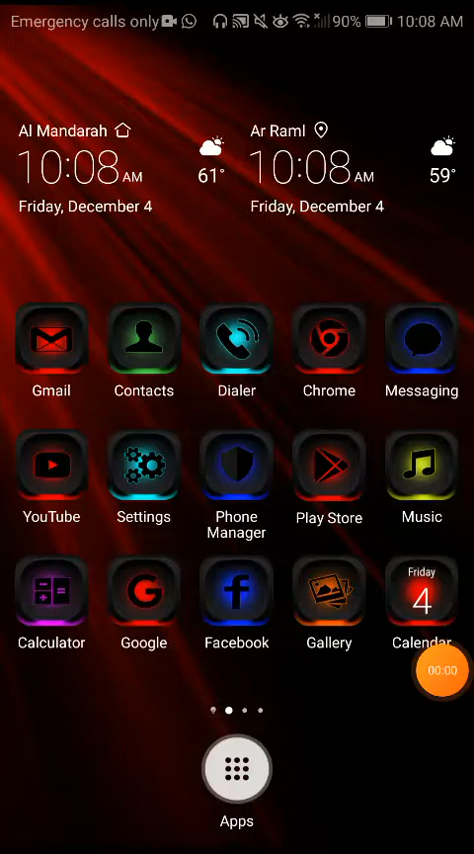 Emergency calls only 90% 10:08 AM
Al Mandarah Ar Raml
10:08 AM 61° 10:08 AM 59°
Friday, December 4 Friday, December 4
Gmail Contacts Dialer Chrome Messaging
YouTube Settings Phone Manager Play Store Music
Friday
4
Calculator Google Facebook Gallery Calendar
00:00
Apps